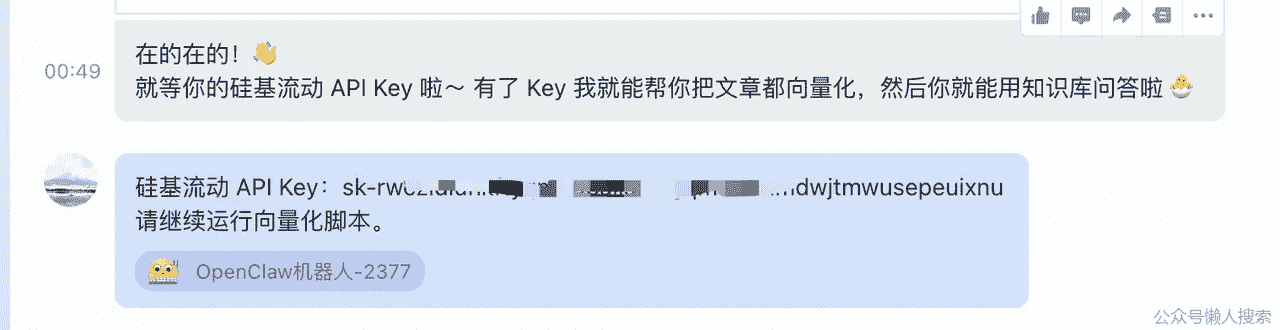 00:49
在的在的！👋
就等你的硅基流动 API Key 啦～ 有了 Key 我就能帮你把文章都向量化，然后你就能用知识库问答啦 🐣
硅基流动 API Key：
请继续运行向量化脚本。
OpenClaw机器人-2377
公众号懒人搜索